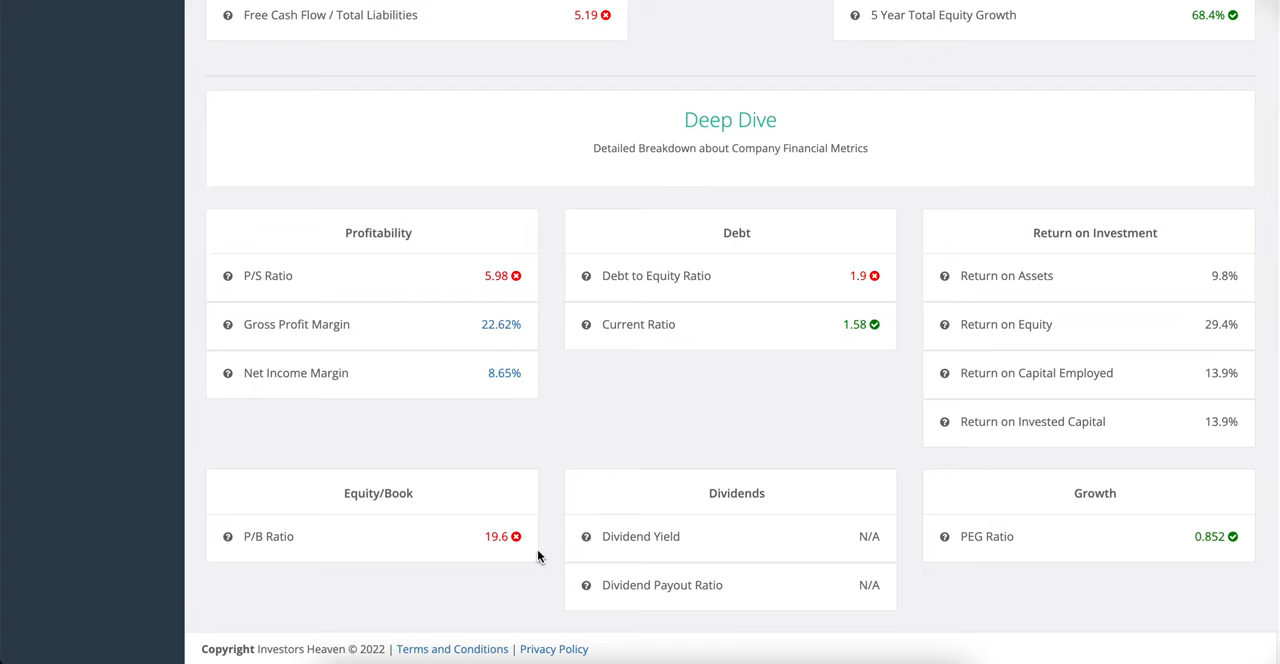 Free Cash Flow / Total Liabilities 5.19
5 Year Total Equity Growth 68.4%
Deep Dive
Detailed Breakdown about Company Financial Metrics
Profitability
P/S Ratio 5.98
Gross Profit Margin 22.62%
Net Income Margin 8.65%
Debt
Debt to Equity Ratio 1.9
Current Ratio 1.58
Return on Investment
Return on Assets 9.8%
Return on Equity 29.4%
Return on Capital Employed 13.9%
Return on Invested Capital 13.9%
Equity/Book
P/B Ratio 19.6
Dividends
Dividend Yield N/A
Dividend Payout Ratio N/A
Growth
PEG Ratio 0.852
Copyright Investors Heaven © 2022 | Terms and Conditions | Privacy Policy